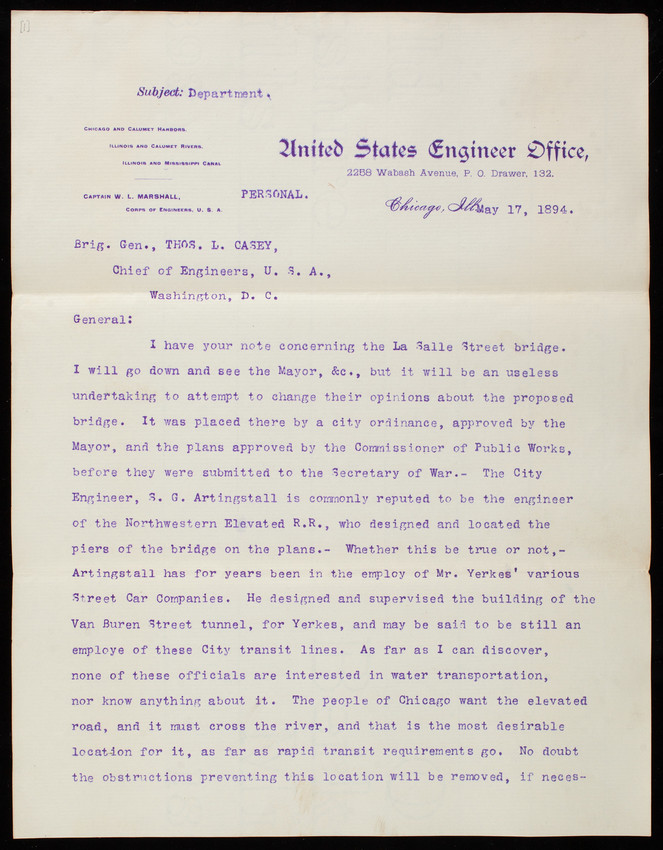 [1]
Subject: Department.
CHICAGO AND CALUMET HARBORS.
ILLINOIS AND CALUMET RIVERS.
ILLINOIS AND MISSISSIPPI CANAL
United States Engineer Office,
2258 Wabash Avenue, P. O. Drawer, 132.
CAPTAIN W. L. MARSHALL,
CORPS OF ENGINEERS, U. S. A.
PERSONAL.
Chicago, Ill. May 17, 1894.
Brig. Gen., THOS. L. CASEY,
Chief of Engineers, U. S. A.,
Washington, D. C.
General:
I have your note concerning the La Salle Street bridge.
I will go down and see the Mayor, &c., but it will be an useless
undertaking to attempt to change their opinions about the proposed
bridge. It was placed there by a city ordinance, approved by the
Mayor, and the plans approved by the Commissioner of Public Works,
before they were submitted to the Secretary of War.- The City
Engineer, S. G. Artingstall is commonly reputed to be the engineer
of the Northwestern Elevated R.R., who designed and located the
piers of the bridge on the plans.- Whether this be true or not,-
Artingstall has for years been in the employ of Mr. Yerkes' various
Street Car Companies. He designed and supervised the building of the
Van Buren Street tunnel, for Yerkes, and may be said to be still an
employe of these City transit lines. As far as I can discover,
none of these officials are interested in water transportation,
nor know anything about it. The people of Chicago want the elevated
road, and it must cross the river, and that is the most desirable
location for it, as far as rapid transit requirements go. No doubt
the obstructions preventing this location will be removed, if neces-